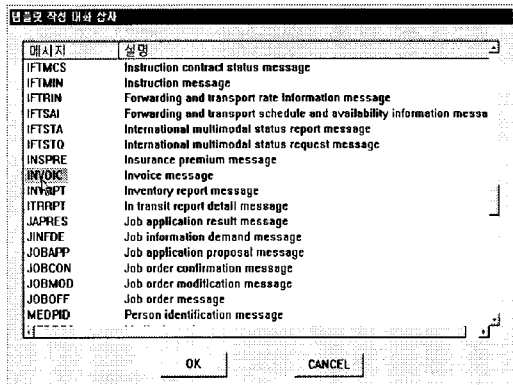 템플릿 작성 대화 상자
메시지 설명
IFTMCS Instruction contract status message
IFTMIN Instruction message
IFTRIN Forwarding and transport rate information message
IFTSAI Forwarding and transport schedule and availability information messa
IFTSTA International multimodal status report message
IFTSTQ International multimodal status request message
INSPRE Insurance premium message
INVOIC Invoice message
INVRPT Inventory report message
ITRRPT In transit report detail message
JAPRES Job application result message
JINFDE Job information demand message
JOBAPP Job application proposal message
JOBCON Job order confirmation message
JOBMOD Job order modification message
JOBOFF Job order message
MEDPID Person identification message
OK CANCEL